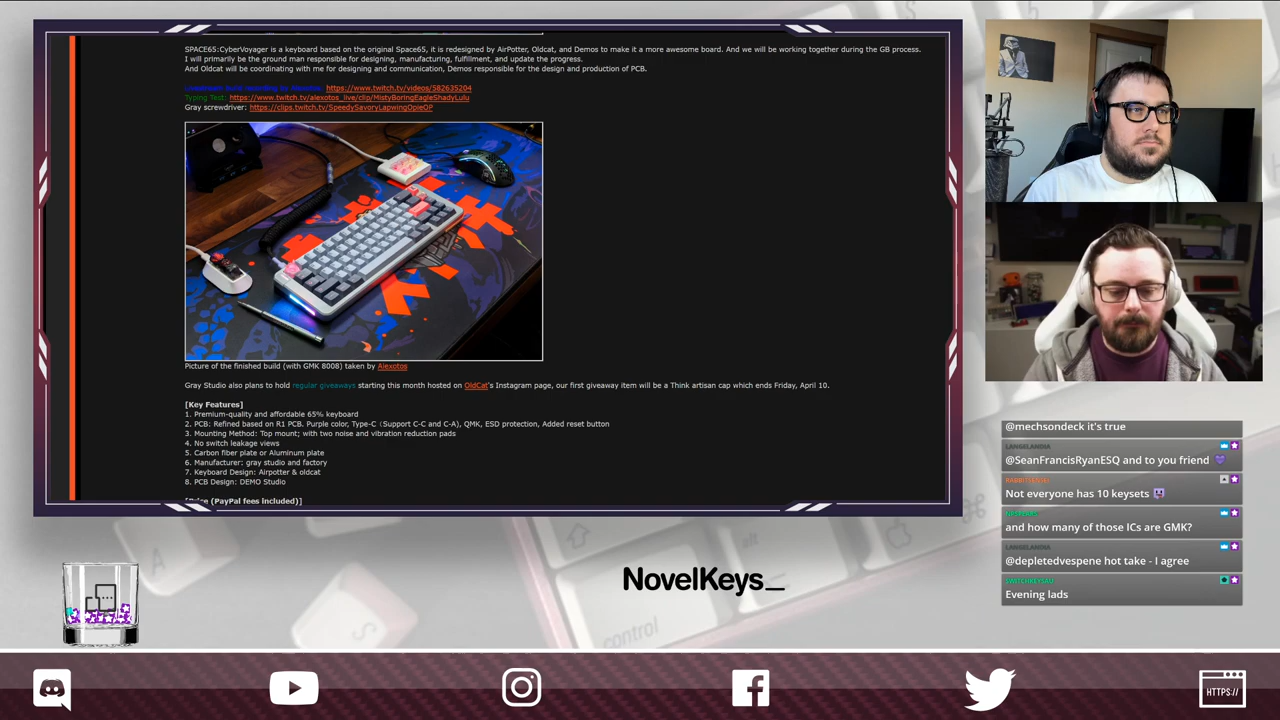 SPACE65:CyberVoyager is a keyboard based on the original Space65, it is redesigned by AirPotter, Oldcat, and Demos to make it a more awesome board. And we will be working together during the GB process.
I will primarily be the ground man responsible for designing, manufacturing, fulfillment, and update the progress.
And Oldcat will be coordinating with me for designing and communication, Demos responsible for the design and production of PCB.
https://www.twitch.tv/videos/582635204
Typing Test: https://www.twitch.tv/alexotos_live/clip/MistyBoringEagleShadyLulu
Gray screwdriver: https://clips.twitch.tv/SpeedySavoryLapwingOpieOP
Picture of the finished build (with GMK 8008) taken by Alexotos
Gray Studio also plans to hold regular giveaways starting this month hosted on OldCat's Instagram page, our first giveaway item will be a Think artisan cap which ends Friday, April 10.
[Key Features]
1. Premium-quality and affordable 65% keyboard
2. PCB: Refined based on R1 PCB. Purple color, Type-C (Support C-C and C-A), QMK, ESD protection, Added reset button
3. Mounting Method: Top mount; with two noise and vibration reduction pads
4. No switch leakage views
5. Carbon fiber plate or Aluminum plate
6. Manufacturer: gray studio and factory
7. Keyboard Design: Airpotter & oldcat
8. PCB Design: DEMO Studio
[Price (PayPal fees included)]
@mechsondeck it's true
LANGELANDIA
@SeanFrancisRyanESQ and to you friend
Not everyone has 10 keysets
and how many of those ICs are GMK?
LANGELANDIA
@depletedvespene hot take - I agree
SWITCHKEYSAU
Evening lads
NovelKeys_
alt
control
S
HTTPS://